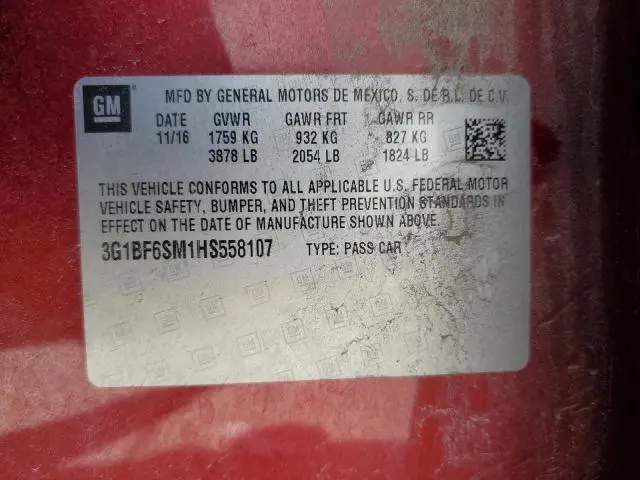 GM
MFD BY GENERAL MOTORS DE MEXICO, S. DE R.L. DE C.V.
DATE GVWR GAWR FRT GAWR RR
11/16 1759 KG 932 KG 827 KG
3878 LB 2054 LB 1824 LB
THIS VEHICLE CONFORMS TO ALL APPLICABLE U.S. FEDERAL MOTOR
VEHICLE SAFETY, BUMPER, AND THEFT PREVENTION STANDARDS IN
EFFECT ON THE DATE OF MANUFACTURE SHOWN ABOVE.
3G1BF6SM1HS558107 TYPE: PASS CAR